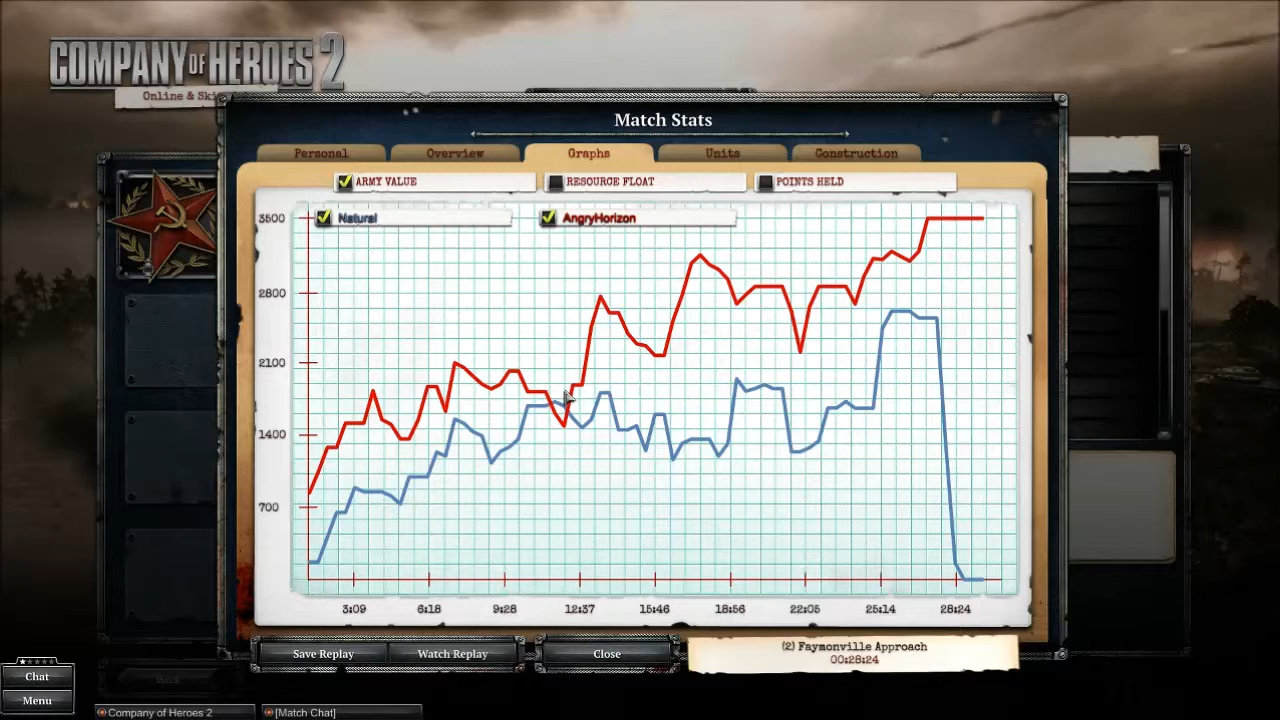 COMPANY OF HEROES 2
Online & Ski
Match Stats
Personal
Overview
Graphs
Units
Construction
ARMY VALUE
RESOURCE FLOAT
POINTS HELD
Natural
AngryHorizon
3500
2800
2100
1400
700
3:09
6:18
9:28
12:37
15:46
18:56
22:05
25:14
28:24
Save Replay
Watch Replay
Close
(2) Faymonville Approach
00:28:24
Chat
Menu
Back
Company of Heroes 2
[Match Chat]